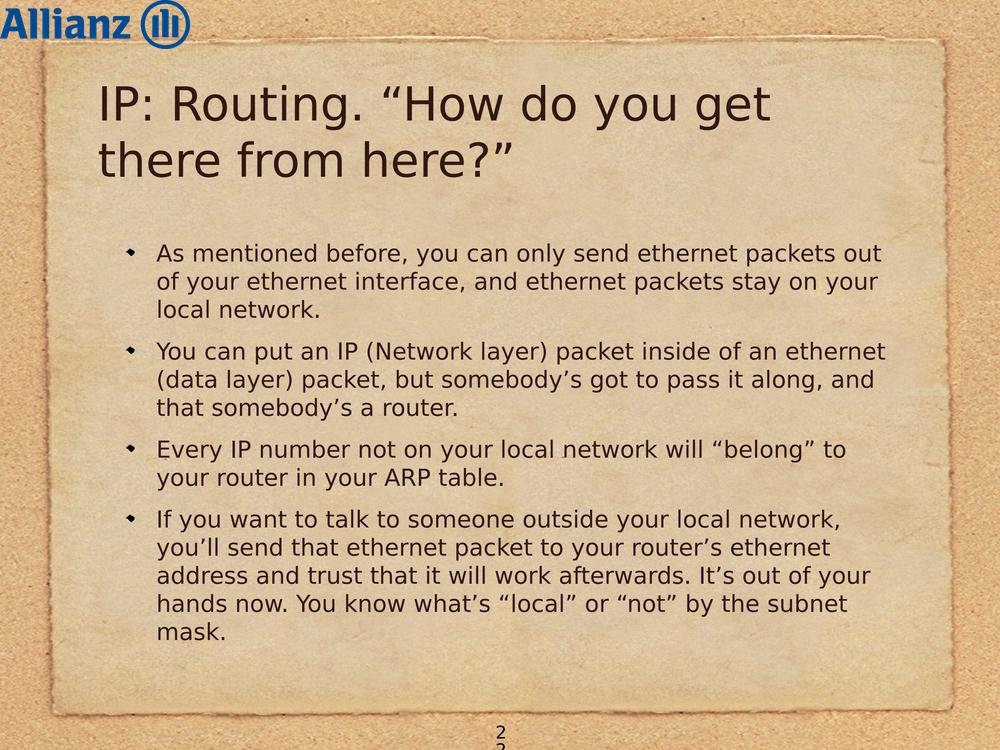 Allianz
IP: Routing. “How do you get
there from here?”
As mentioned before, you can only send ethernet packets out
of your ethernet interface, and ethernet packets stay on your
local network.
You can put an IP (Network layer) packet inside of an ethernet
(data layer) packet, but somebody’s got to pass it along, and
that somebody’s a router.
Every IP number not on your local network will “belong” to
your router in your ARP table.
If you want to talk to someone outside your local network,
you’ll send that ethernet packet to your router’s ethernet
address and trust that it will work afterwards. It’s out of your
hands now. You know what’s “local” or “not” by the subnet
mask.
2